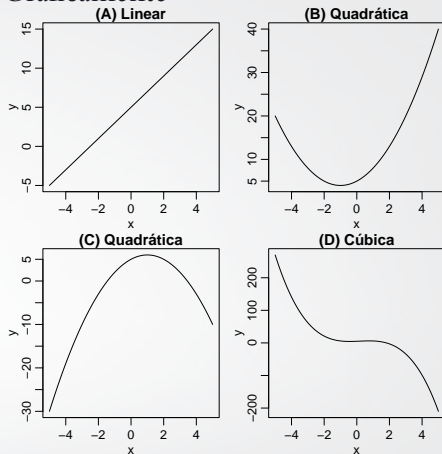 Graficamente
(A) Linear
y
15
10
5
0
−5
−4 −2 0 2 4
x
(B) Quadrática
y
40
30
20
10
5
−4 −2 0 2 4
x
(C) Quadrática
y
5
0
−10
−20
−30
−4 −2 0 2 4
x
(D) Cúbica
y
200
100
0
−200
−4 −2 0 2 4
x